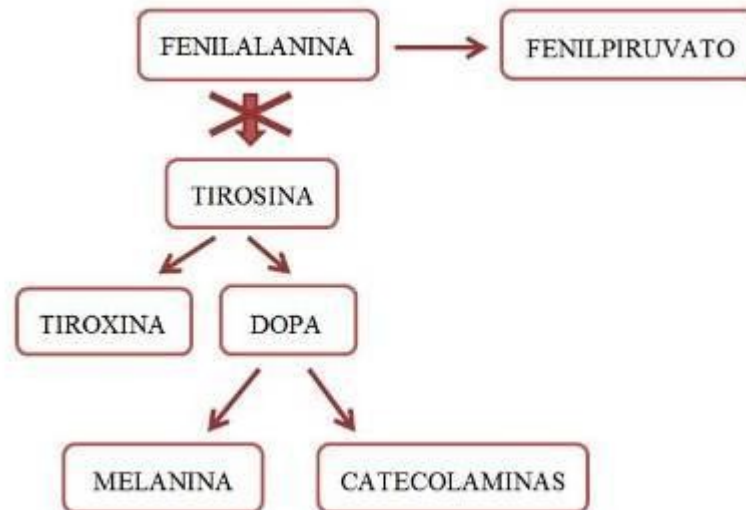 FENILALANINA
FENILPIRUVATO
TIROSINA
TIROXINA
DOPA
MELANINA
CATECOLAMINAS